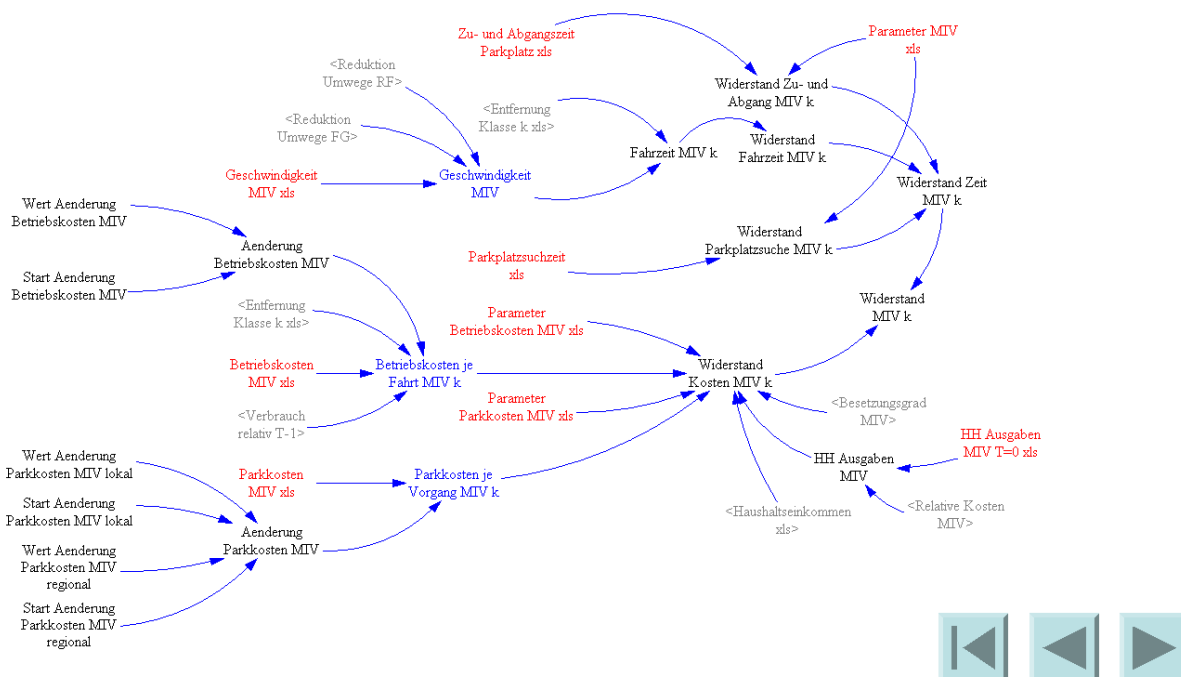 Zu- und Abgangszeit
Parkplatz xls
Parameter MIV
xls
<Reduktion
Umwege RF>
Widerstand Zu- und
Abgang MIV k
<Entfernung
Klasse k xls>
<Reduktion
Umwege FG>
Fahrzeit MIV k
Widerstand
Fahrzeit MIV k
Geschwindigkeit
MIV xls
Geschwindigkeit
MIV
Widerstand Zeit
MIV k
Wert Aenderung
Betriebskosten MIV
Widerstand
Parkplatzsuche MIV k
Aenderung
Betriebskosten MIV
Parkplatzsuchzeit
xls
Start Aenderung
Betriebskosten MIV
<Entfernung
Klasse k xls>
Parameter
Betriebskosten MIV xls
Widerstand
MIV k
Betriebskosten
MIV xls
Betriebskosten je
Fahrt MIV k
Widerstand
Kosten MIV k
Parameter
Parkkosten MIV xls
<Verbrauch
relativ T-1>
<Besetzungsgrad
MIV>
HH Ausgaben
MIV T=0 xls
Wert Aenderung
Parkkosten MIV lokal
Parkkosten
MIV xls
Parkkosten je
Vorgang MIV k
HH Ausgaben
MIV
Start Aenderung
Parkkosten MIV lokal
<Haushaltseinkommen
xls>
<Relative Kosten
MIV>
Aenderung
Parkkosten MIV
Wert Aenderung
Parkkosten MIV
regional
Start Aenderung
Parkkosten MIV
regional